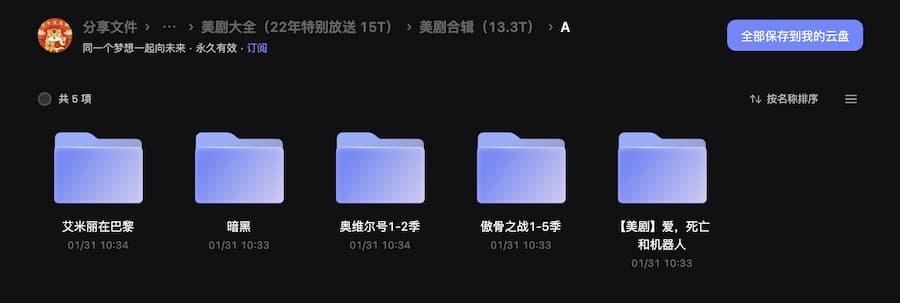 分享文件 › ··· › 美剧大全（22年特别放送 15T） › 美剧合辑（13.3T） › A
同一个梦想一起向未来 · 永久有效 · 订阅
全部保存到我的云盘
共 5 项
按名称排序
艾米丽在巴黎
01/31 10:34
暗黑
01/31 10:33
奥维尔号1-2季
01/31 10:34
傲骨之战1-5季
01/31 10:33
【美剧】爱，死亡
和机器人
01/31 10:33